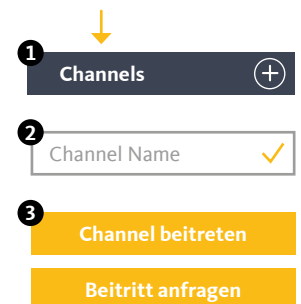 1
Channels
2
Channel Name
3
Channel beitreten
Beitritt anfragen